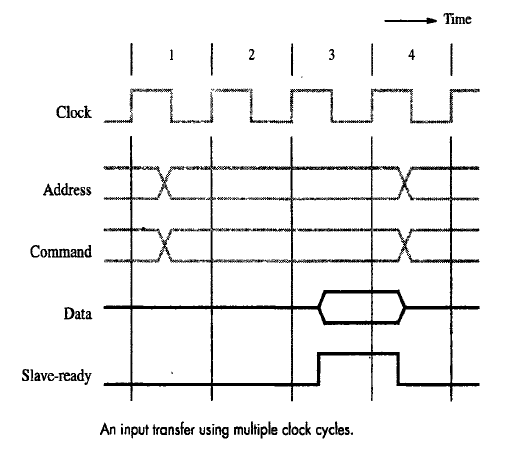 Time
1 2 3 4
Clock
Address
Command
Data
Slave-ready
An input transfer using multiple clock cycles.